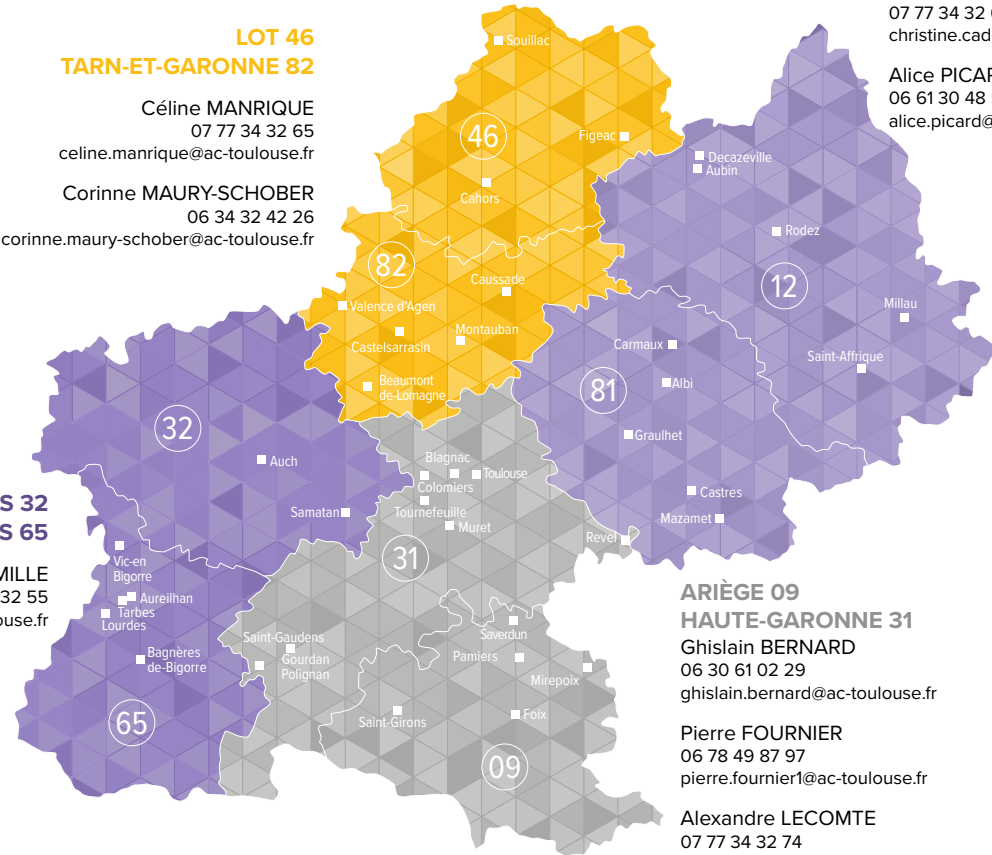 LOT 46
TARN-ET-GARONNE 82
Céline MANRIQUE
07 77 34 32 65
celine.manrique@ac-toulouse.fr
Corinne MAURY-SCHOBER
06 34 32 42 26
corinne.maury-schober@ac-toulouse.fr
07 77 34 32
christine.cad
Alice PICAR
06 61 30 48
alice.picard@
Souillac
46
Figeac
Cahors
Decazeville
Aubin
Rodez
12
Millau
Saint-Affrique
82
Caussade
Valence d'Agen
Montauban
Castelsarrasin
Beaumont
de-Lomagne
Carmaux
81
Albi
Graulhet
Castres
Mazamet
32
Auch
Samatan
Blagnac
Toulouse
Colomiers
Tournefeuille
Muret
Revel
31
S 32
S 65
MILLE
32 55
ouse.fr
Vic-en
Bigorre
Aureilhan
Tarbes
Lourdes
Bagnères
de-Bigorre
65
Saint-Gaudens
Gourdan
Polignan
Saverdun
Pamiers
Mirepoix
Saint-Girons
Foix
09
ARIÈGE 09
HAUTE-GARONNE 31
Ghislain BERNARD
06 30 61 02 29
ghislain.bernard@ac-toulouse.fr
Pierre FOURNIER
06 78 49 87 97
pierre.fournier1@ac-toulouse.fr
Alexandre LECOMTE
07 77 34 32 74